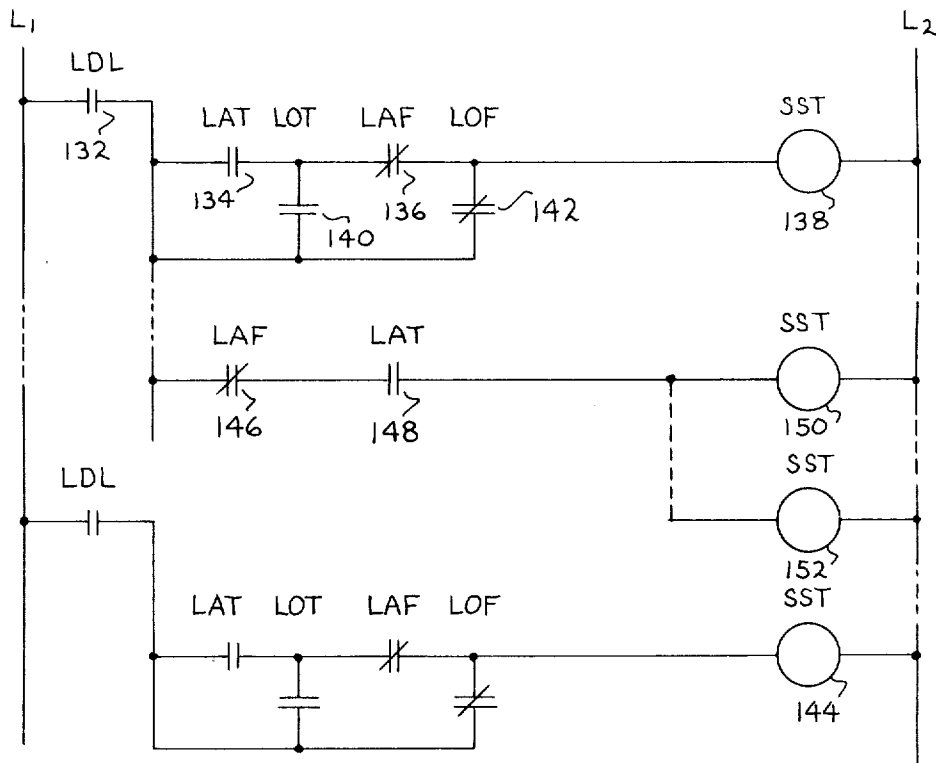 L1 L2
LDL
132
LAT LOT LAF LOF SST
134 136 142 138
140
LAF LAT SST
146 148 150
LDL SST
152
LAT LOT LAF LOF SST
144